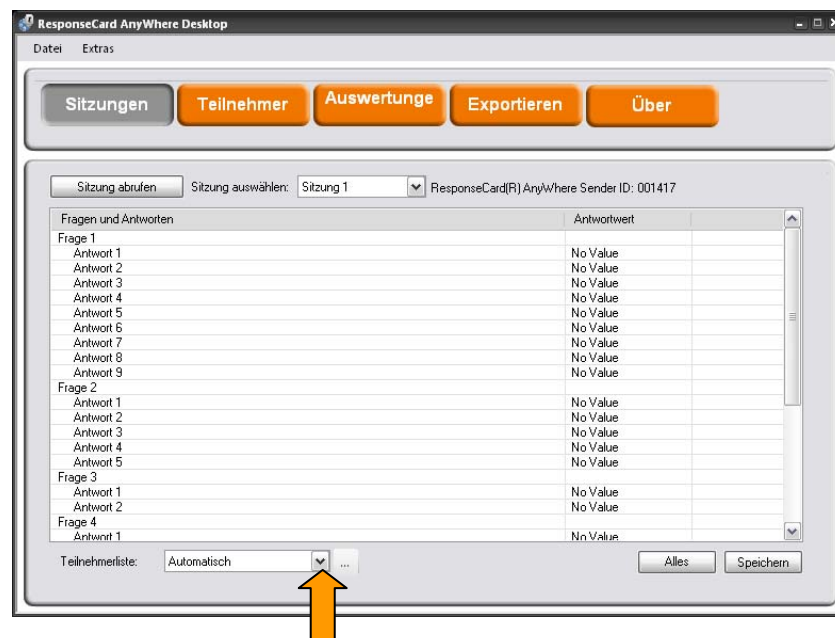 ResponseCard AnyWhere Desktop
Datei Extras
Sitzungen Teilnehmer Auswertunge Exportieren Über
Sitzung abrufen Sitzung auswählen: Sitzung 1 ResponseCard(R) AnyWhere Sender ID: 001417
Fragen und Antworten Antwortwert
Frage 1
Antwort 1 No Value
Antwort 2 No Value
Antwort 3 No Value
Antwort 4 No Value
Antwort 5 No Value
Antwort 6 No Value
Antwort 7 No Value
Antwort 8 No Value
Antwort 9 No Value
Frage 2
Antwort 1 No Value
Antwort 2 No Value
Antwort 3 No Value
Antwort 4 No Value
Antwort 5 No Value
Frage 3
Antwort 1 No Value
Antwort 2 No Value
Frage 4
Antwort 1 No Value
Teilnehmerliste: Automatisch ... Alles Speichern